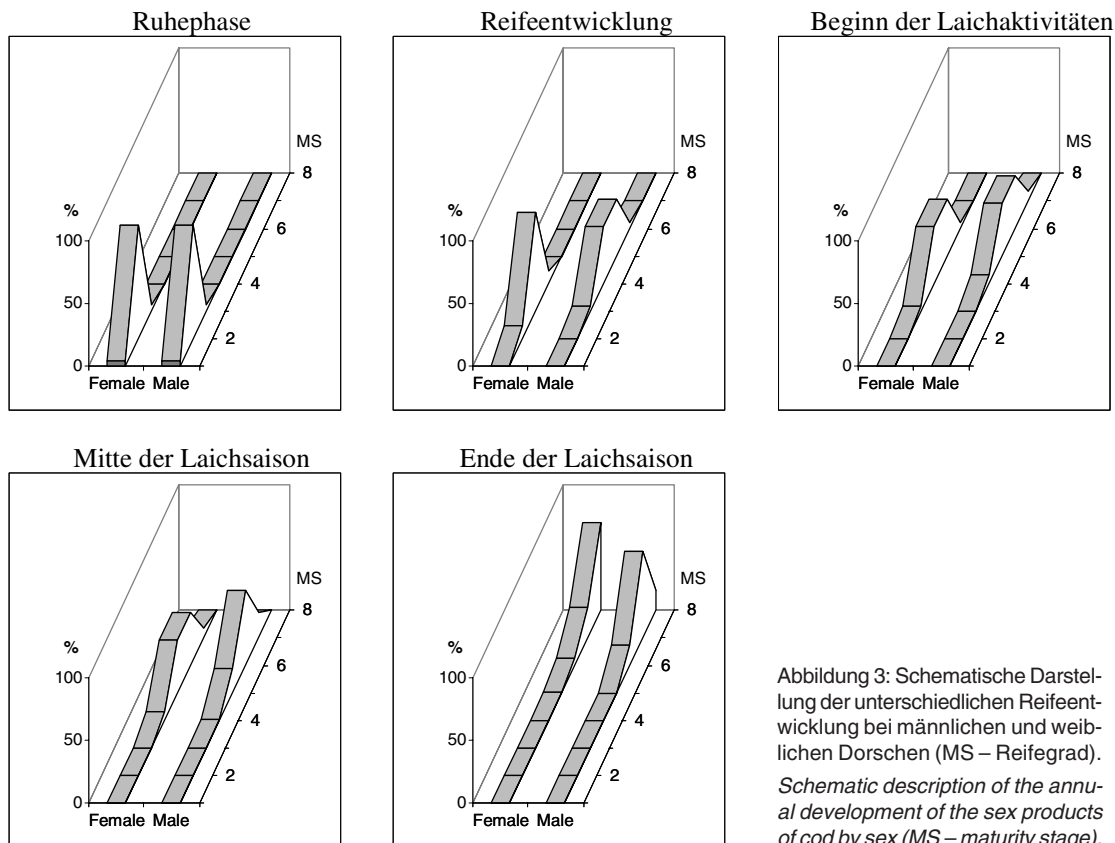 Ruhephase
Reifeentwicklung
Beginn der Laichaktivitäten
MS
8
%
6
100
4
50
2
0
Female Male
MS
8
%
6
100
4
50
2
0
Female Male
MS
8
%
6
100
4
50
2
0
Female Male
Mitte der Laichsaison
Ende der Laichsaison
MS
8
%
6
100
4
50
2
0
Female Male
MS
8
%
6
100
4
50
2
0
Female Male
Abbildung 3: Schematische Darstel-
lung der unterschiedlichen Reifeent-
wicklung bei männlichen und weib-
lichen Dorschen (MS – Reifegrad).
Schematic description of the annu-
al development of the sex products
of cod by sex (MS – maturity stage).